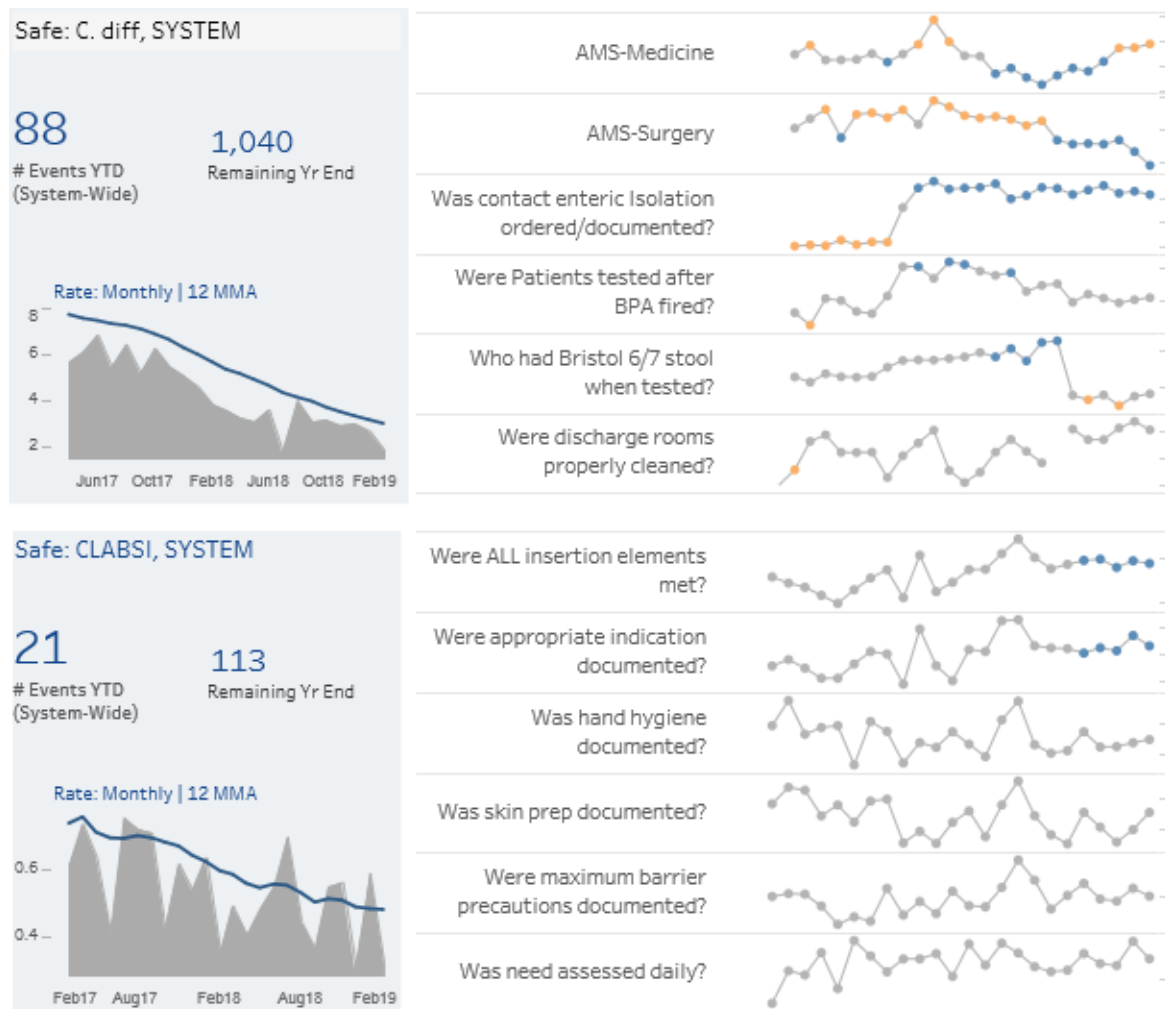 Safe: C. diff, SYSTEM
88
# Events YTD
(System-Wide)
1,040
Remaining Yr End
Rate: Monthly | 12 MMA
8
6
4
2
Jun17 Oct17 Feb18 Jun18 Oct18 Feb19
AMS-Medicine
AMS-Surgery
Was contact enteric Isolation
ordered/documented?
Were Patients tested after
BPA fired?
Who had Bristol 6/7 stool
when tested?
Were discharge rooms
properly cleaned?
Safe: CLABSI, SYSTEM
21
# Events YTD
(System-Wide)
113
Remaining Yr End
Rate: Monthly | 12 MMA
0.6
0.4
Feb17 Aug17 Feb18 Aug18 Feb19
Were ALL insertion elements
met?
Were appropriate indication
documented?
Was hand hygiene
documented?
Was skin prep documented?
Were maximum barrier
precautions documented?
Was need assessed daily?